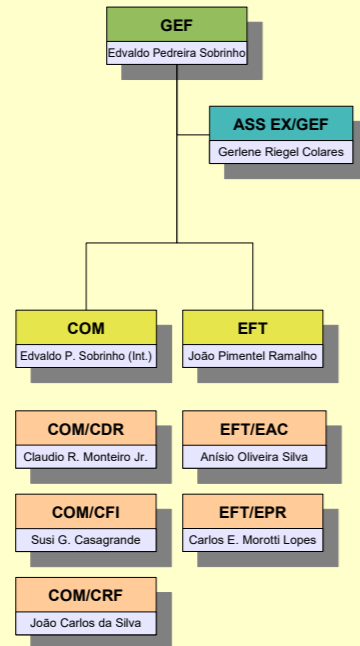 GEF
Edvaldo Pedreira Sobrinho
ASS EX/GEF
Gerlene Riegel Colares
COM
Edvaldo P. Sobrinho (Int.)
EFT
João Pimentel Ramalho
COM/CDR
Claudio R. Monteiro Jr.
EFT/EAC
Anísio Oliveira Silva
COM/CFI
Susi G. Casagrande
EFT/EPR
Carlos E. Morotti Lopes
COM/CRF
João Carlos da Silva